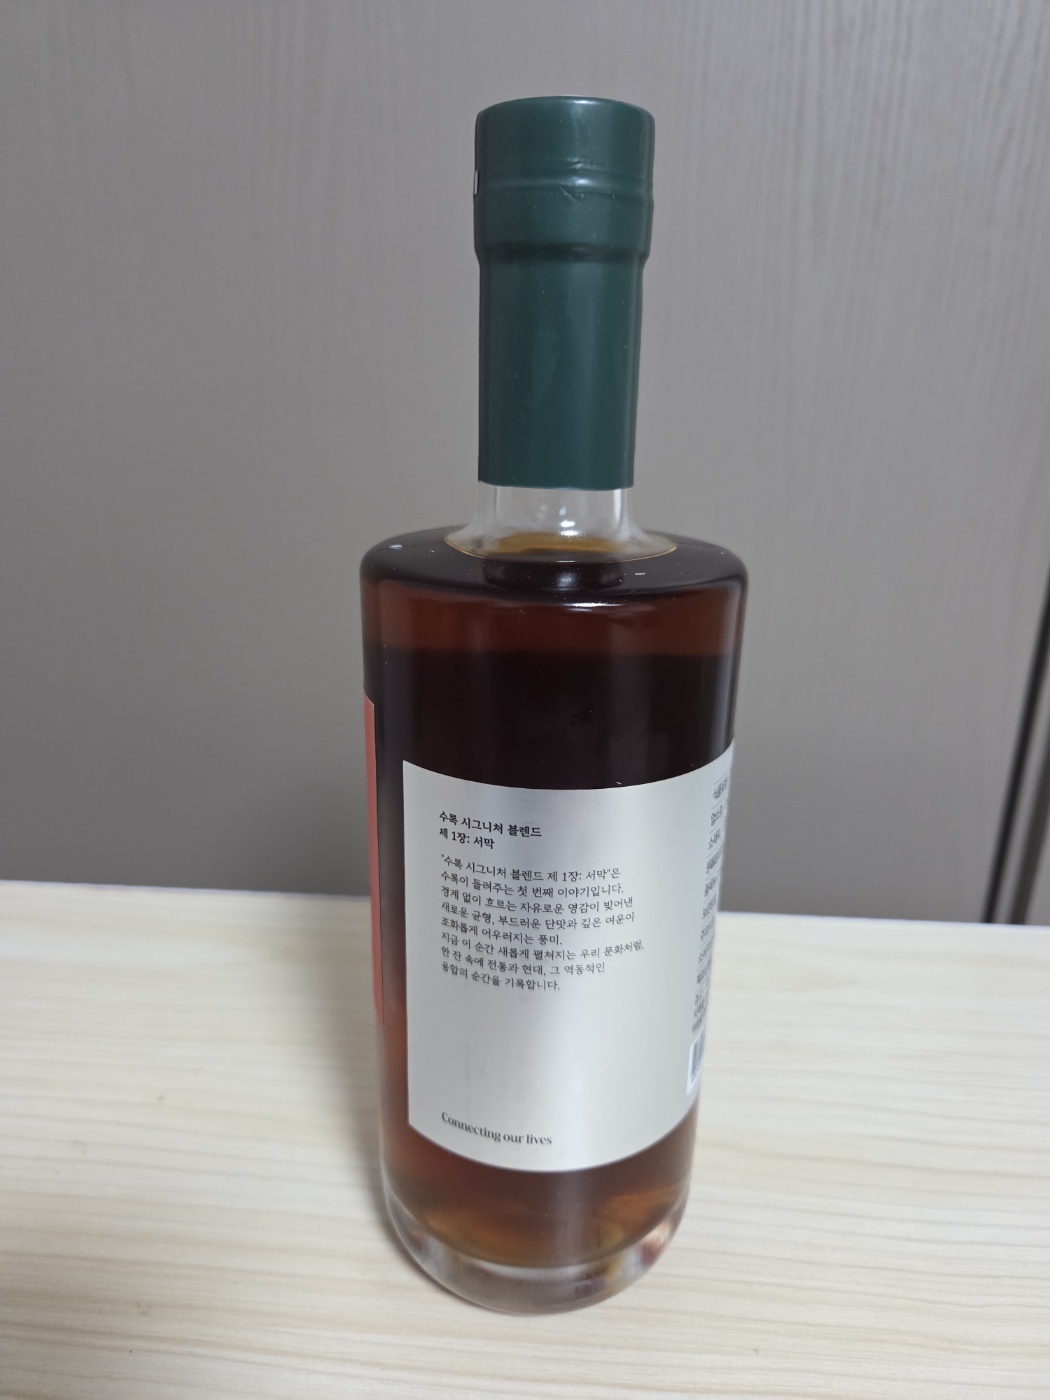 수록 시그니처 블렌드
제 1장: 서막
"수록 시그니처 블렌드 제 1장: 서막"은
수록이 들려주는 첫 번째 이야기입니다.
경계 없이 흐르는 자유로운 영감이 빚어낸
새로운 균형, 부드러운 단맛과 깊은 여운이
조화롭게 어우러지는 풍미.
지금 이 순간 새롭게 펼쳐지는 우리 문화처럼,
한 잔 속에 전통과 현대, 그 역동적인
융합의 순간을 기록합니다.
Connecting our lives